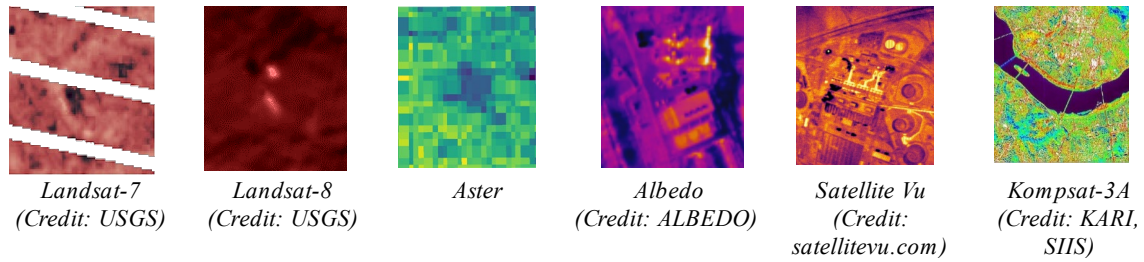 Landsat-7
(Credit: USGS)
Landsat-8
(Credit: USGS)
Aster
Albedo
(Credit: ALBEDO)
Satellite Vu
(Credit:
satellitevu.com)
Kompsat-3A
(Credit: KARI,
SIIS)